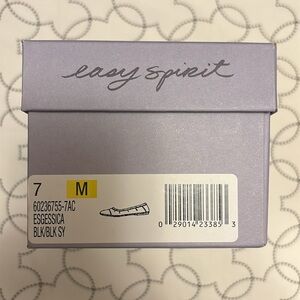 easy spirit
7 M
60236755-7AC
ESGESSICA
BLK/BLK SY
0 29014 23385 3